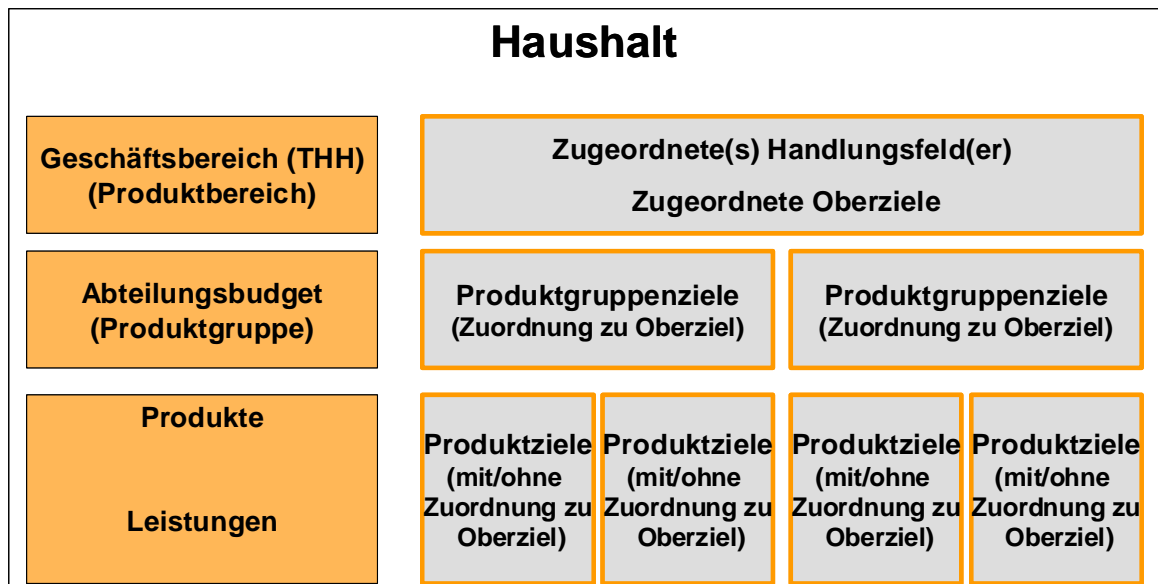 Haushalt
Geschäftsbereich (THH)
(Produktbereich)
Zugeordnete(s) Handlungsfeld(er)
Zugeordnete Oberziele
Abteilungsbudget
(Produktgruppe)
Produktgruppenziele
(Zuordnung zu Oberziel)
Produktgruppenziele
(Zuordnung zu Oberziel)
Produkte
Leistungen
Produktziele
(mit/ohne
Zuordnung zu
Oberziel)
Produktziele
(mit/ohne
Zuordnung zu
Oberziel)
Produktziele
(mit/ohne
Zuordnung zu
Oberziel)
Produktziele
(mit/ohne
Zuordnung zu
Oberziel)